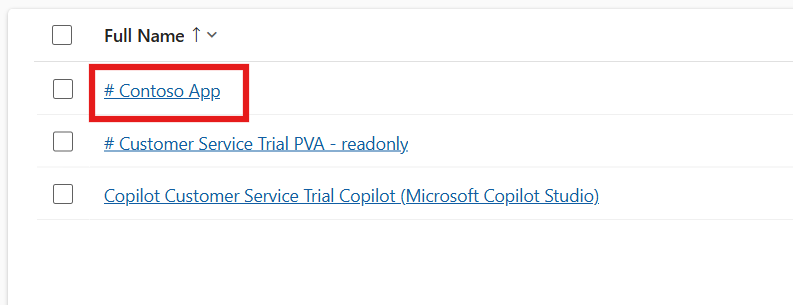 Full Name ↑
# Contoso App
# Customer Service Trial PVA - readonly
Copilot Customer Service Trial Copilot (Microsoft Copilot Studio)